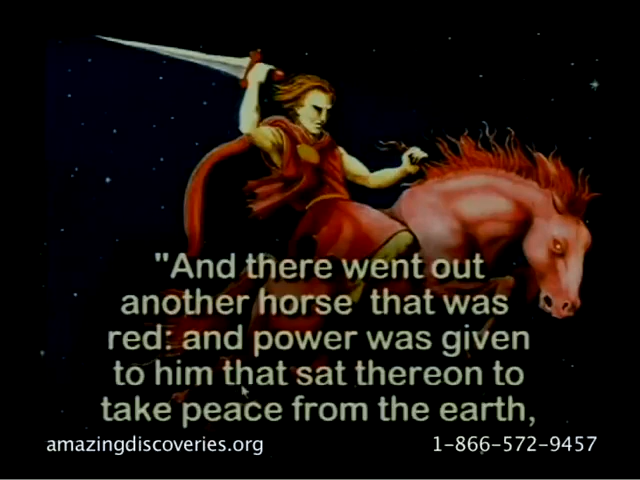 "And there went out
another horse  that was
red: and power was given
to him that sat thereon to
take peace from the earth,
amazingdiscoveries.org
1-866-572-9457